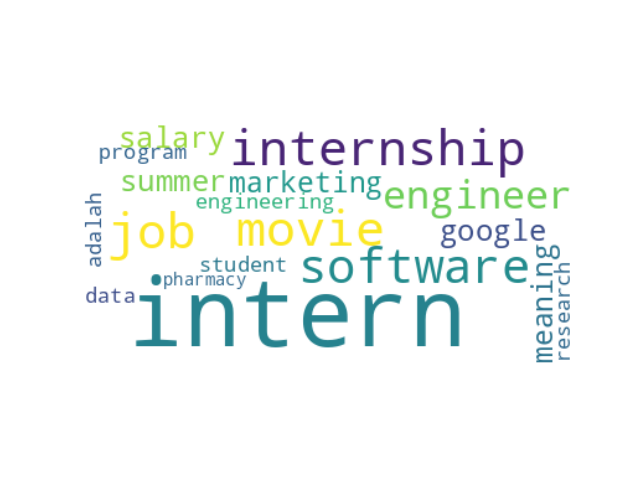 salary
internship
program
summer
marketing
engineer
engineering
adalah
job
movie
google
student
software
meaning
pharmacy
data
intern
research